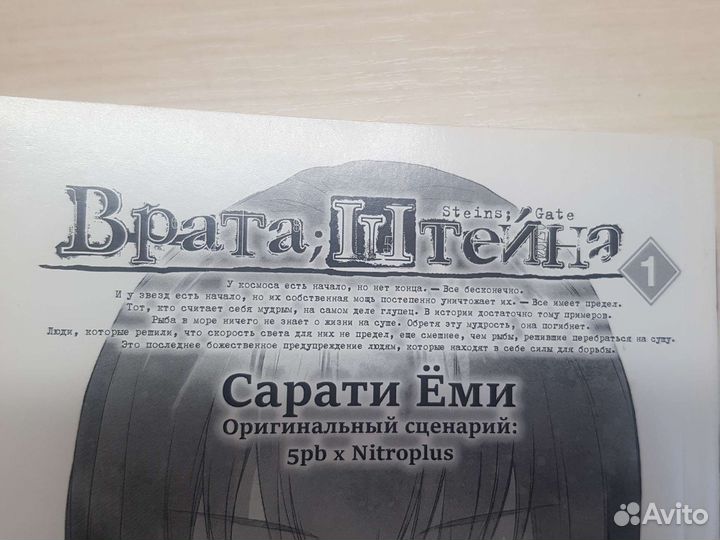 Steins; Gate
Врата;Штейна
1
У космоса есть начало, но нет конца. — Все бесконечно.
И у звезд есть начало, но их собственная мощь постепенно уничтожает их. — Все имеет предел.
Тот, кто считает себя мудрым, на самом деле глупец. В истории достаточно тому примеров.
Рыба в море ничего не знает о жизни на суше. Обретя эту мудрость, она погибнет.
Люди, которые решили, что скорость света для них не предел, еще смешнее, чем рыбы, решившие перебраться на сушу.
Это последнее божественное предупреждение людям, которые находят в себе силы для борьбы.
Сарати Ёми
Оригинальный сценарий:
5pb x Nitroplus
Avito